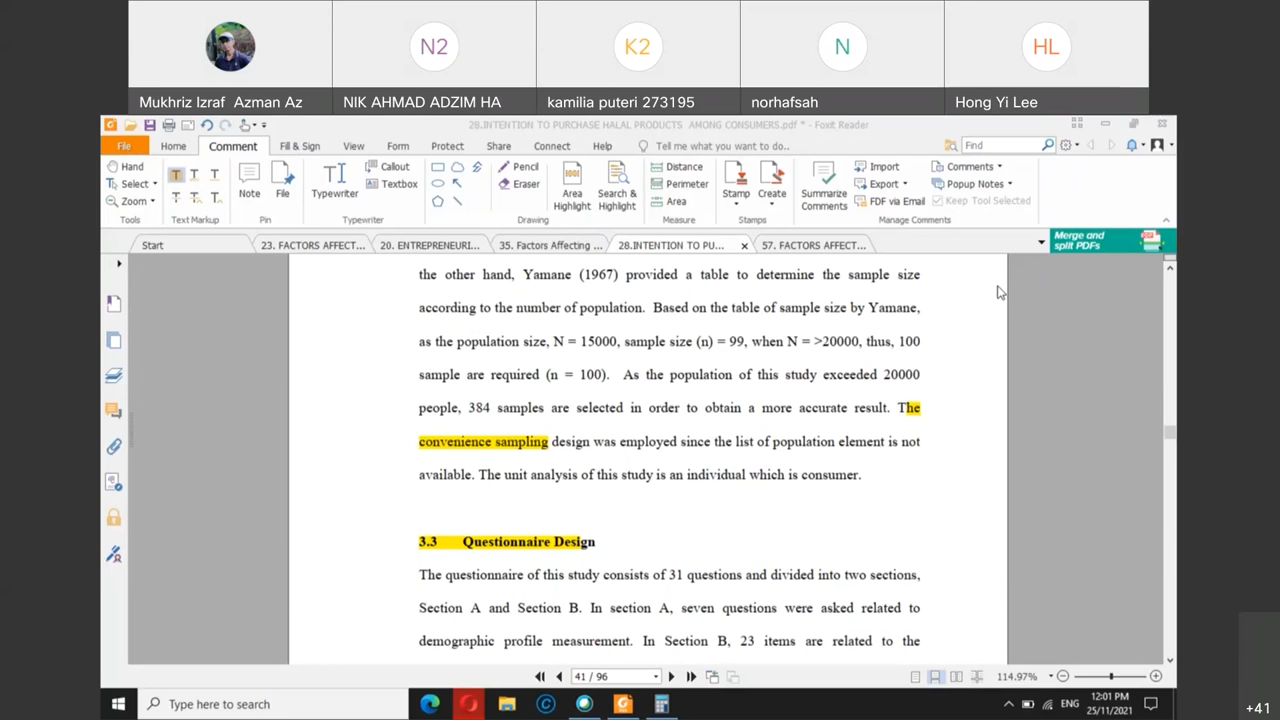 N2
K2
N
HL
Mukhriz Izraf Azman Az
NIK AHMAD ADZIM HA
kamilia puteri 273195
norhafsah
Hong Yi Lee
28.INTENTION TO PURCHASE HALAL PRODUCTS AMONG CONSUMERS.pdf * - Foxit Reader
File
Home
Comment
Fill & Sign
View
Form
Protect
Share
Connect
Help
Tell me what you want to do..
Find
Hand
Select
Zoom
Tools
T T T
T T T
Text Markup
Note
File
Pin
Typewriter
Callout
Textbox
Typewriter
Pencil
Eraser
Drawing
Area
Highlight
Search &
Highlight
Distance
Perimeter
Area
Measure
Stamp
Create
Stamps
Summarize
Comments
Import
Export
FDF via Email
Comments
Popup Notes
Keep Tool Selected
Manage Comments
Start
23. FACTORS AFFECT...
20. ENTREPRENEURI...
35. Factors Affecting ...
28.INTENTION TO PU...
57. FACTORS AFFECT...
Merge and
split PDFs
the other hand, Yamane (1967) provided a table to determine the sample size
according to the number of population. Based on the table of sample size by Yamane,
as the population size, N = 15000, sample size (n) = 99, when N = >20000, thus, 100
sample are required (n = 100). As the population of this study exceeded 20000
people, 384 samples are selected in order to obtain a more accurate result. The
convenience sampling design was employed since the list of population element is not
available. The unit analysis of this study is an individual which is consumer.
3.3 Questionnaire Design
The questionnaire of this study consists of 31 questions and divided into two sections,
Section A and Section B. In section A, seven questions were asked related to
demographic profile measurement. In Section B, 23 items are related to the
41 / 96
114.97%
Type here to search
ENG
12:01 PM
25/11/2021
+41